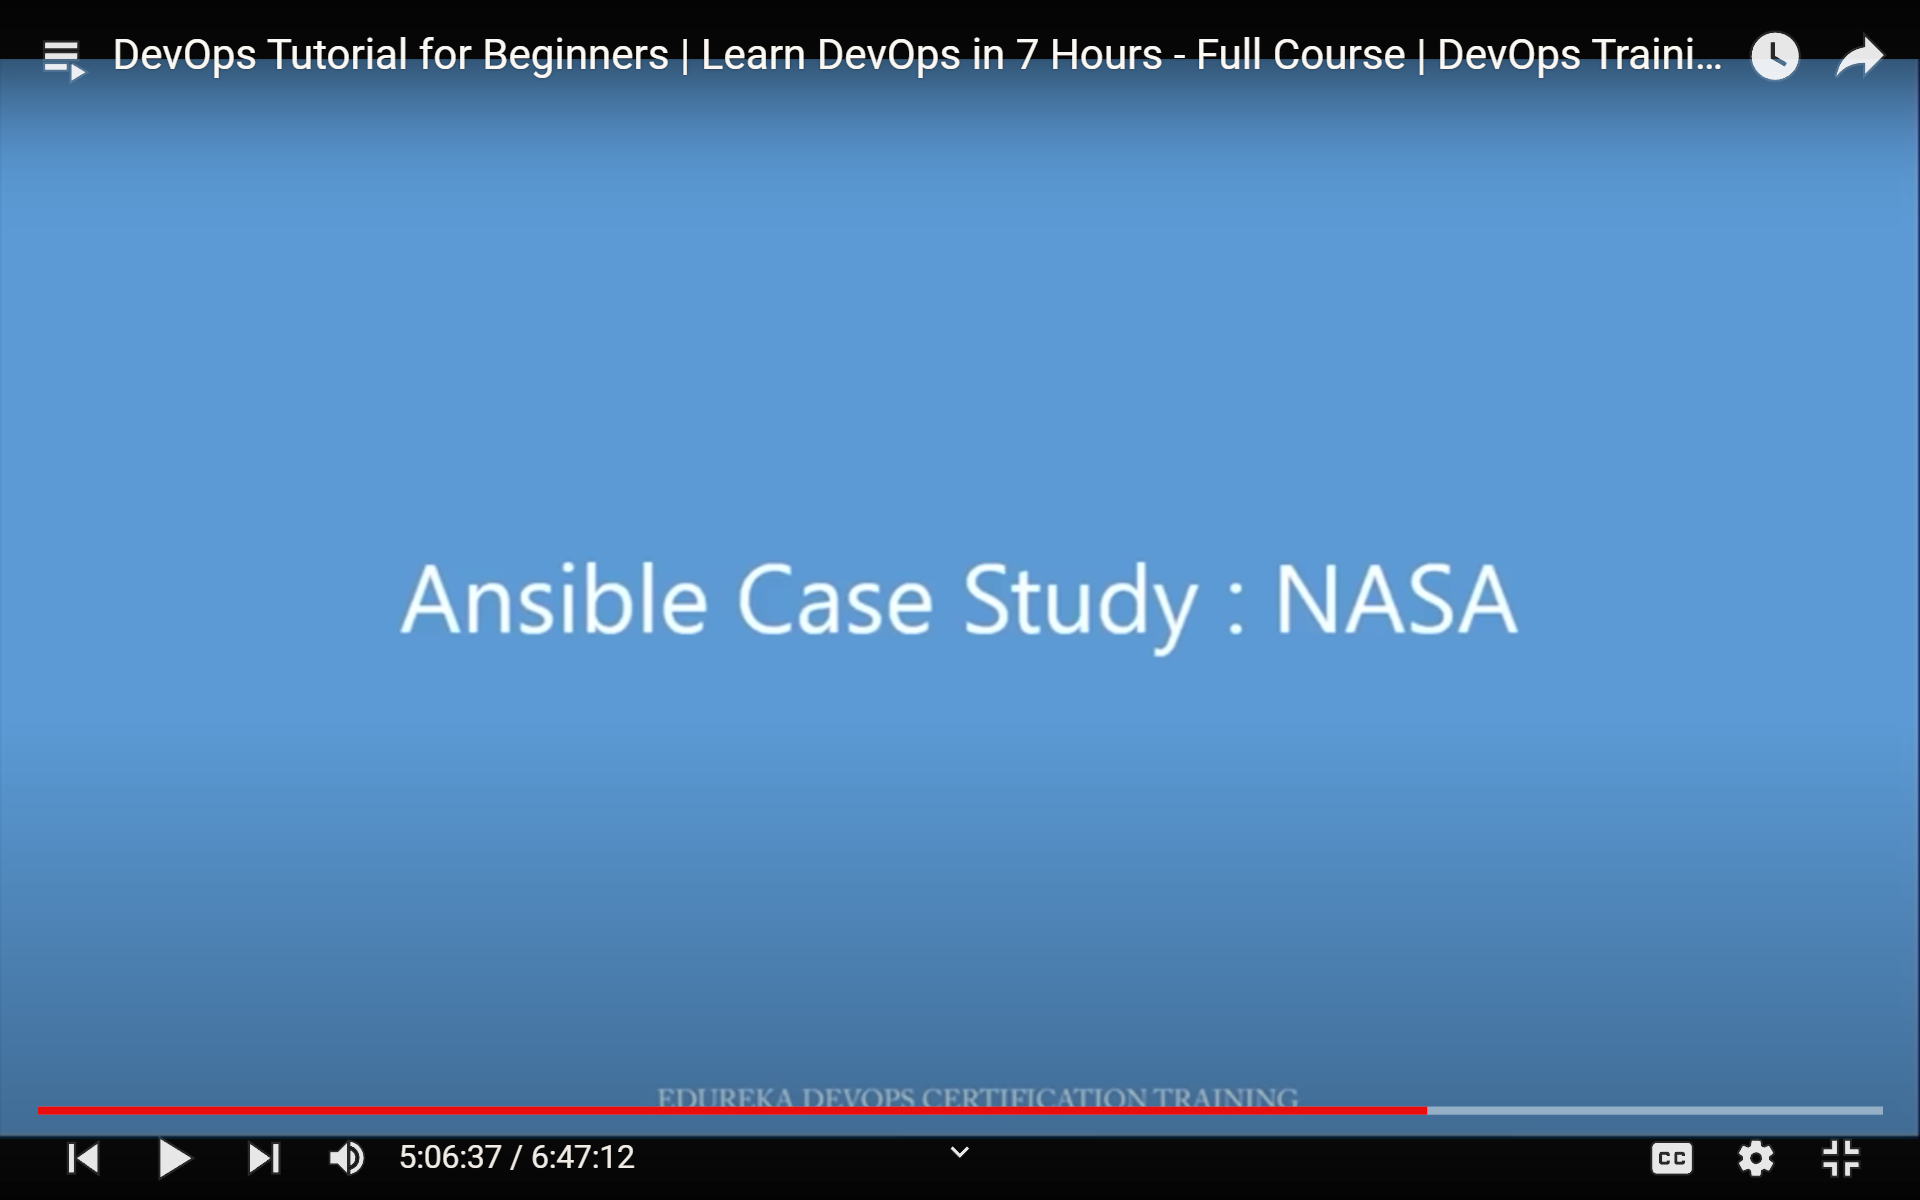 DevOps Tutorial for Beginners | Learn DevOps in 7 Hours - Full Course | DevOps Traini...
Ansible Case Study : NASA
EDUREKA DEVOPS CERTIFICATION TRAINING
5:06:37 / 6:47:12
CC